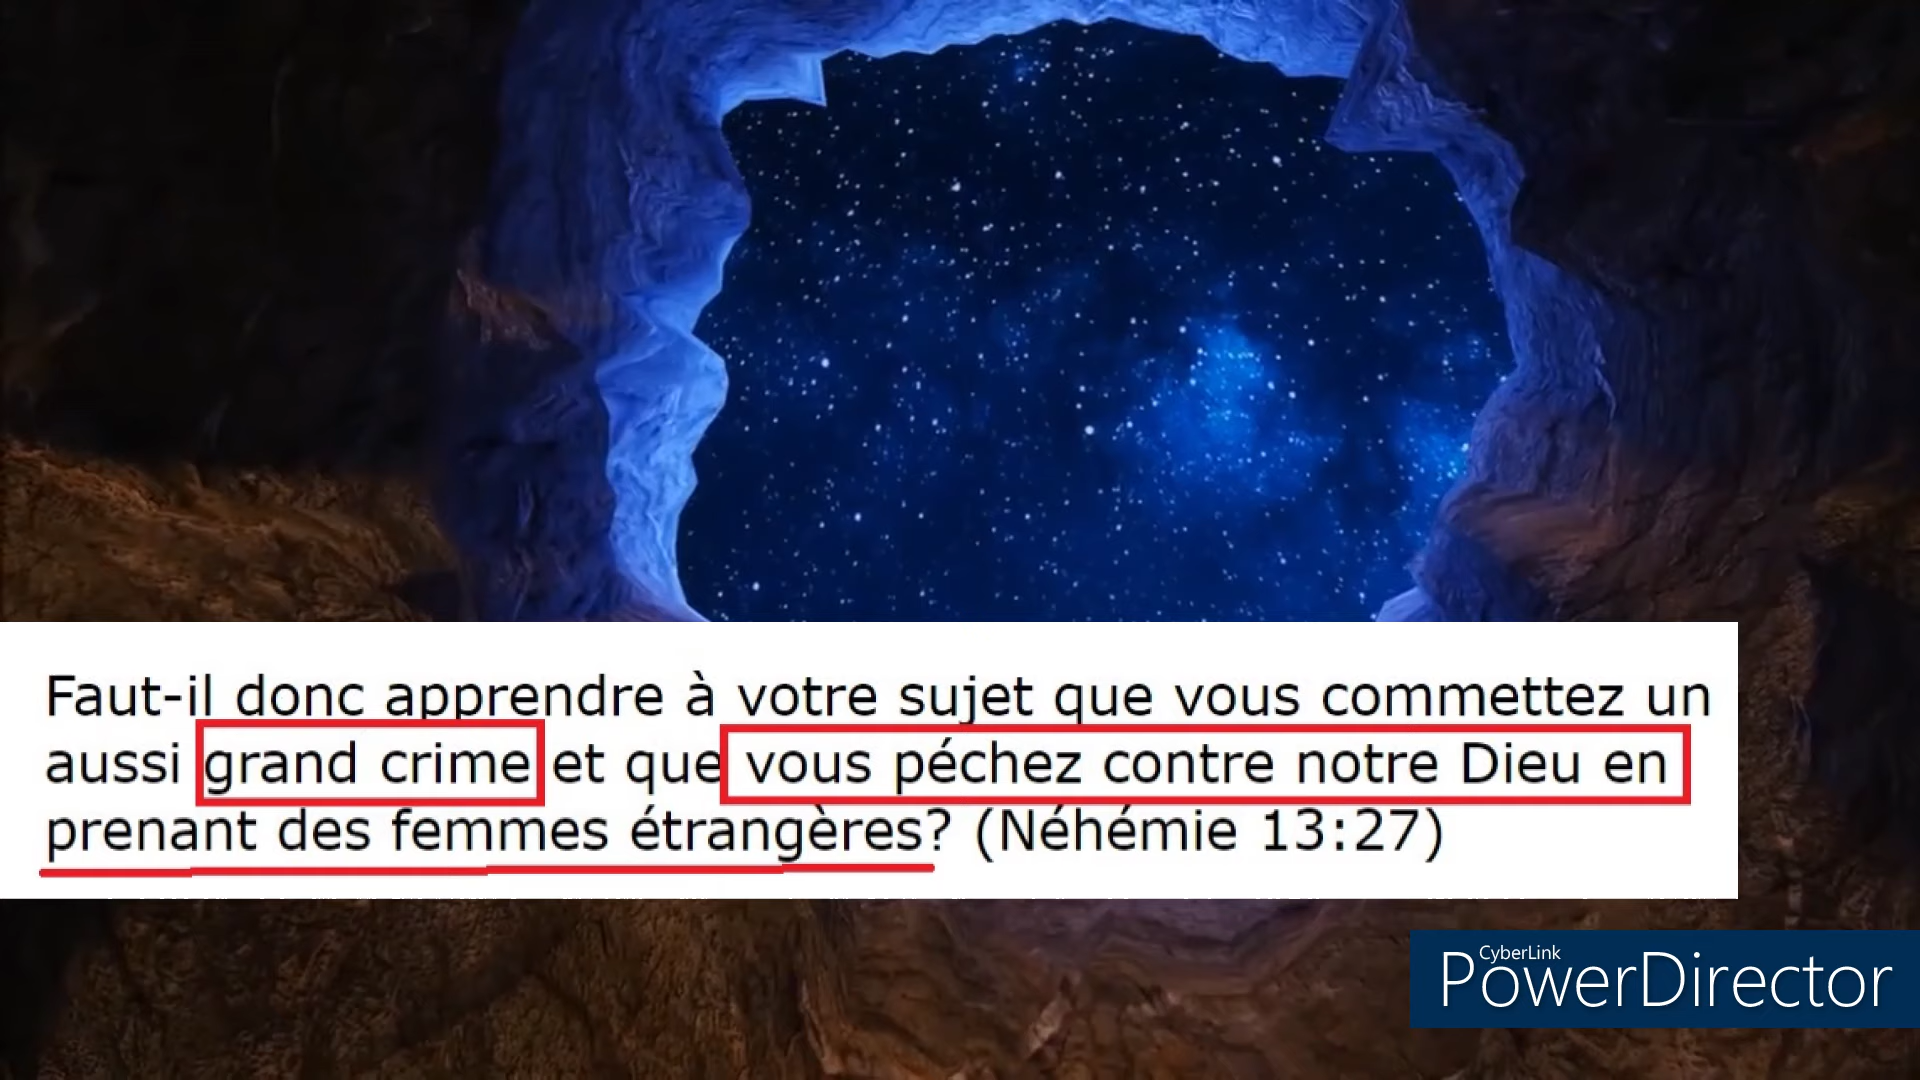 Faut-il donc apprendre à votre sujet que vous commettez un
aussi grand crime et que vous péchez contre notre Dieu en
prenant des femmes étrangères? (Néhémie 13:27)
CyberLink
PowerDirector